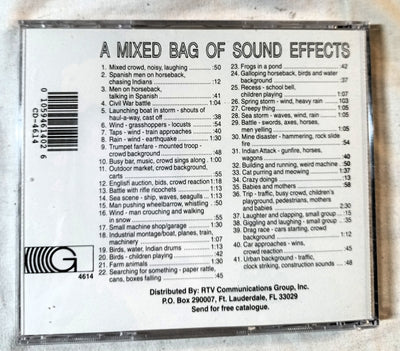 A MIXED BAG OF SOUND EFFECTS
1. Mixed crowd, noisy, laughing :50
2. Spanish men on horseback,
chasing Indians :12
3. Men on horseback,
talking in Spanish :41
4. Civil War battle 1:04
5. Launching boat in storm - shouts of
haul-a-way, cast off :38
6. Wind - grasshoppers - locusts :54
7. Taps - wind - train approaches :40
8. Rain - wind - earthquake 1:30
9. Trumpet fanfare - mounted troop -
crowd background :48
10. Busy bar, music, crowd sings along 1:00
11. Outdoor market, crowd background,
carts :55
12. English auction, bids, crowd reaction 1:18
13. Battle with rifle rochets :51
14. Sea scene - ship, waves, seagulls 1:13
15. Man pushing wheelbarrow, whistling :50
16. Wind - man crouching and walking
in snow :55
17. Small machine shop/garage 1:30
18. Industrial montage/boat, planes, train,
machinery 1:07
19. Birds, water, Indian drums 1:13
20. Birds - children playing :42
21. Farm animals 1:30
22. Searching for something - paper rattle,
cans, boxes falling :45
23. Frogs in a pond :42
24. Galloping horseback, birds and water
background :37
25. Recess - school bell,
children playing 1:07
26. Spring storm - wind, heavy rain :103
27. Creepy thing 1:05
28. Sea storm - waves, wind, rain 1:05
29. Battle - swords, axes, horses,
men yelling 1:05
30. Mine disaster - hammering, rock slide
fire :54
31. Indian Attack - gunfire, horses,
wagons :40
32. Building and running, weird machine :50
33. Cat purring and meowing 1:37
34. Crazy doings :13
35. Babies and mothers :58
36. Trip - traffic, busy crowd, children's
playground, pedestrians, mothers
and babies 2:30
37. Laughter and clapping, small group :15
38. Giggling and laughing - small group :35
39. Drag race - cars starting, crowd
background 1:12
40. Car approaches - wins,
crowd reaction :45
41. Urban background - traffic,
clock striking, construction sounds :48
0 10594 61402 6
CD-4614
G
4614
Distributed By: RTV Communications Group, Inc.
P.O. Box 290007, Ft. Lauderdale, FL 33029
Send for free catalogue.